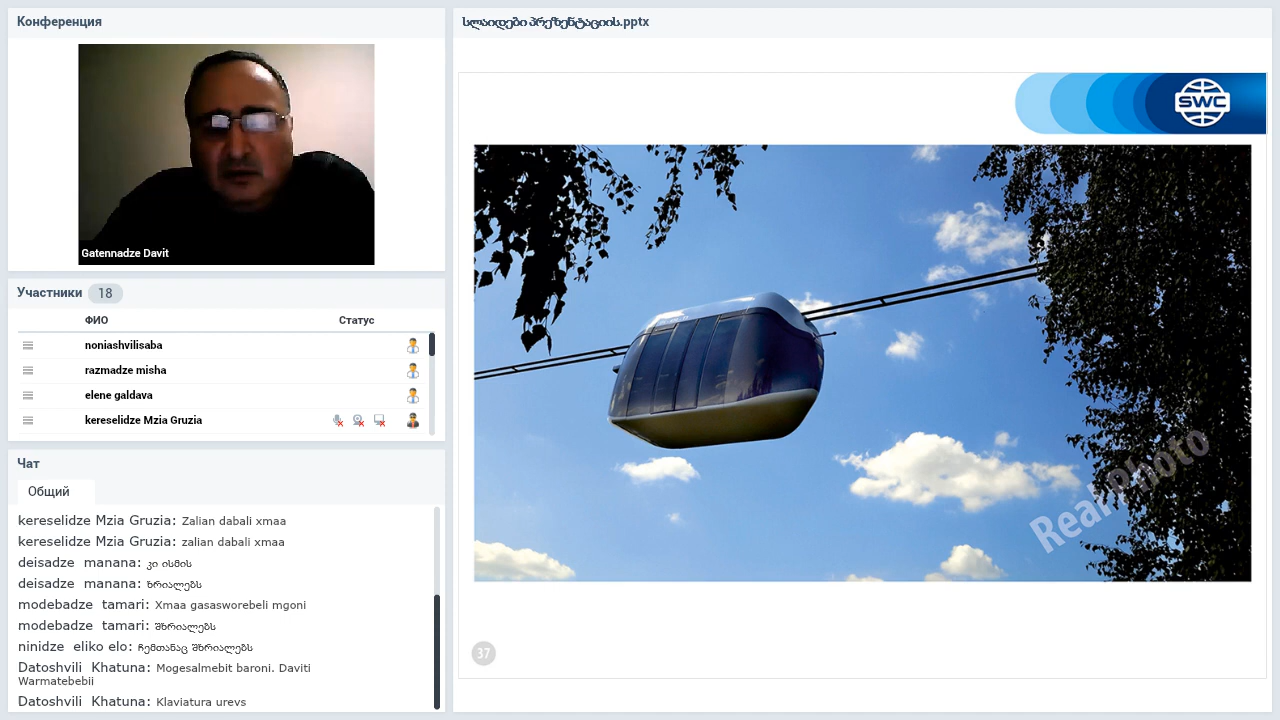 Конференция
Gatennadze Davit
Участники 18
ФИО Статус
noniashvilisaba
razmadze misha
elene galdava
kereselidze Mzia Gruzia
Чат
Общий
kereselidze Mzia Gruzia: Zalian dabali xmaa
kereselidze Mzia Gruzia: zalian dabali xmaa
deisadze manana: კი ისმის
deisadze manana: ხრიალებს
modebadze tamari: Xmaa gasasworebeli mgoni
modebadze tamari: შხრიალებს
ninidze eliko elo: ჩემთანაც შხრიალებს
Datoshvili Khatuna: Mogesalmebit baroni. Daviti
Warmatebebii
Datoshvili Khatuna: Klaviatura urevs
სლაიდები პრეზენტაციის.pptx
SWC
Real Photo
37